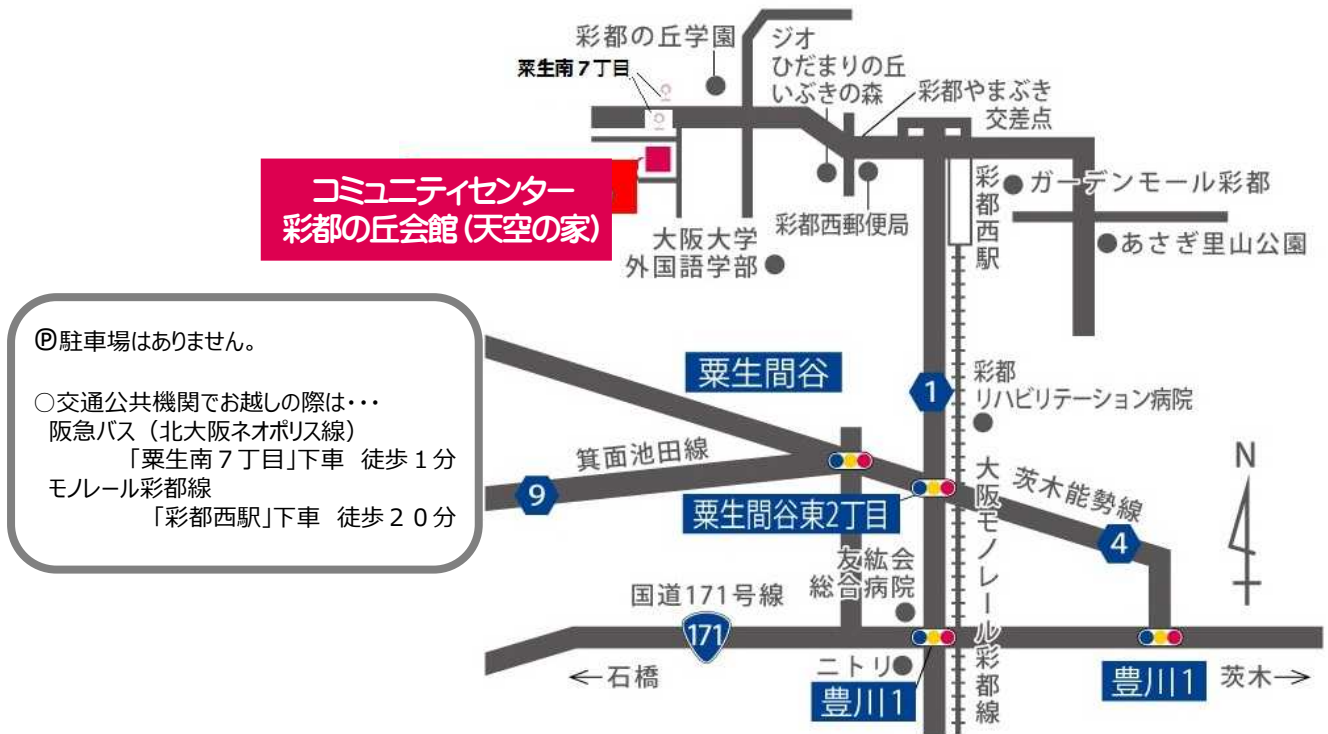 彩都の丘学園
粟生南7丁目
ジオ
ひだまりの丘
いぶきの森
彩都やまぶき
交差点
コミュニティセンター
彩都の丘会館(天空の家)
大阪大学
外国語学部
彩都西郵便局
彩都西駅
ガーデンモール彩都
あさぎ里山公園
Ⓟ駐車場はありません。
○交通公共機関でお越しの際は・・・
阪急バス（北大阪ネオポリス線）
「粟生南７丁目」下車 徒歩１分
モノレール彩都線
「彩都西駅」下車 徒歩２０分
粟生間谷
1
彩都
リハビリテーション病院
箕面池田線
9
粟生間谷東2丁目
大阪モノレール彩都線
茨木能勢線
4
N
友紘会
総合病院
国道171号線
171
←石橋
ニトリ
豊川1
豊川1
茨木→